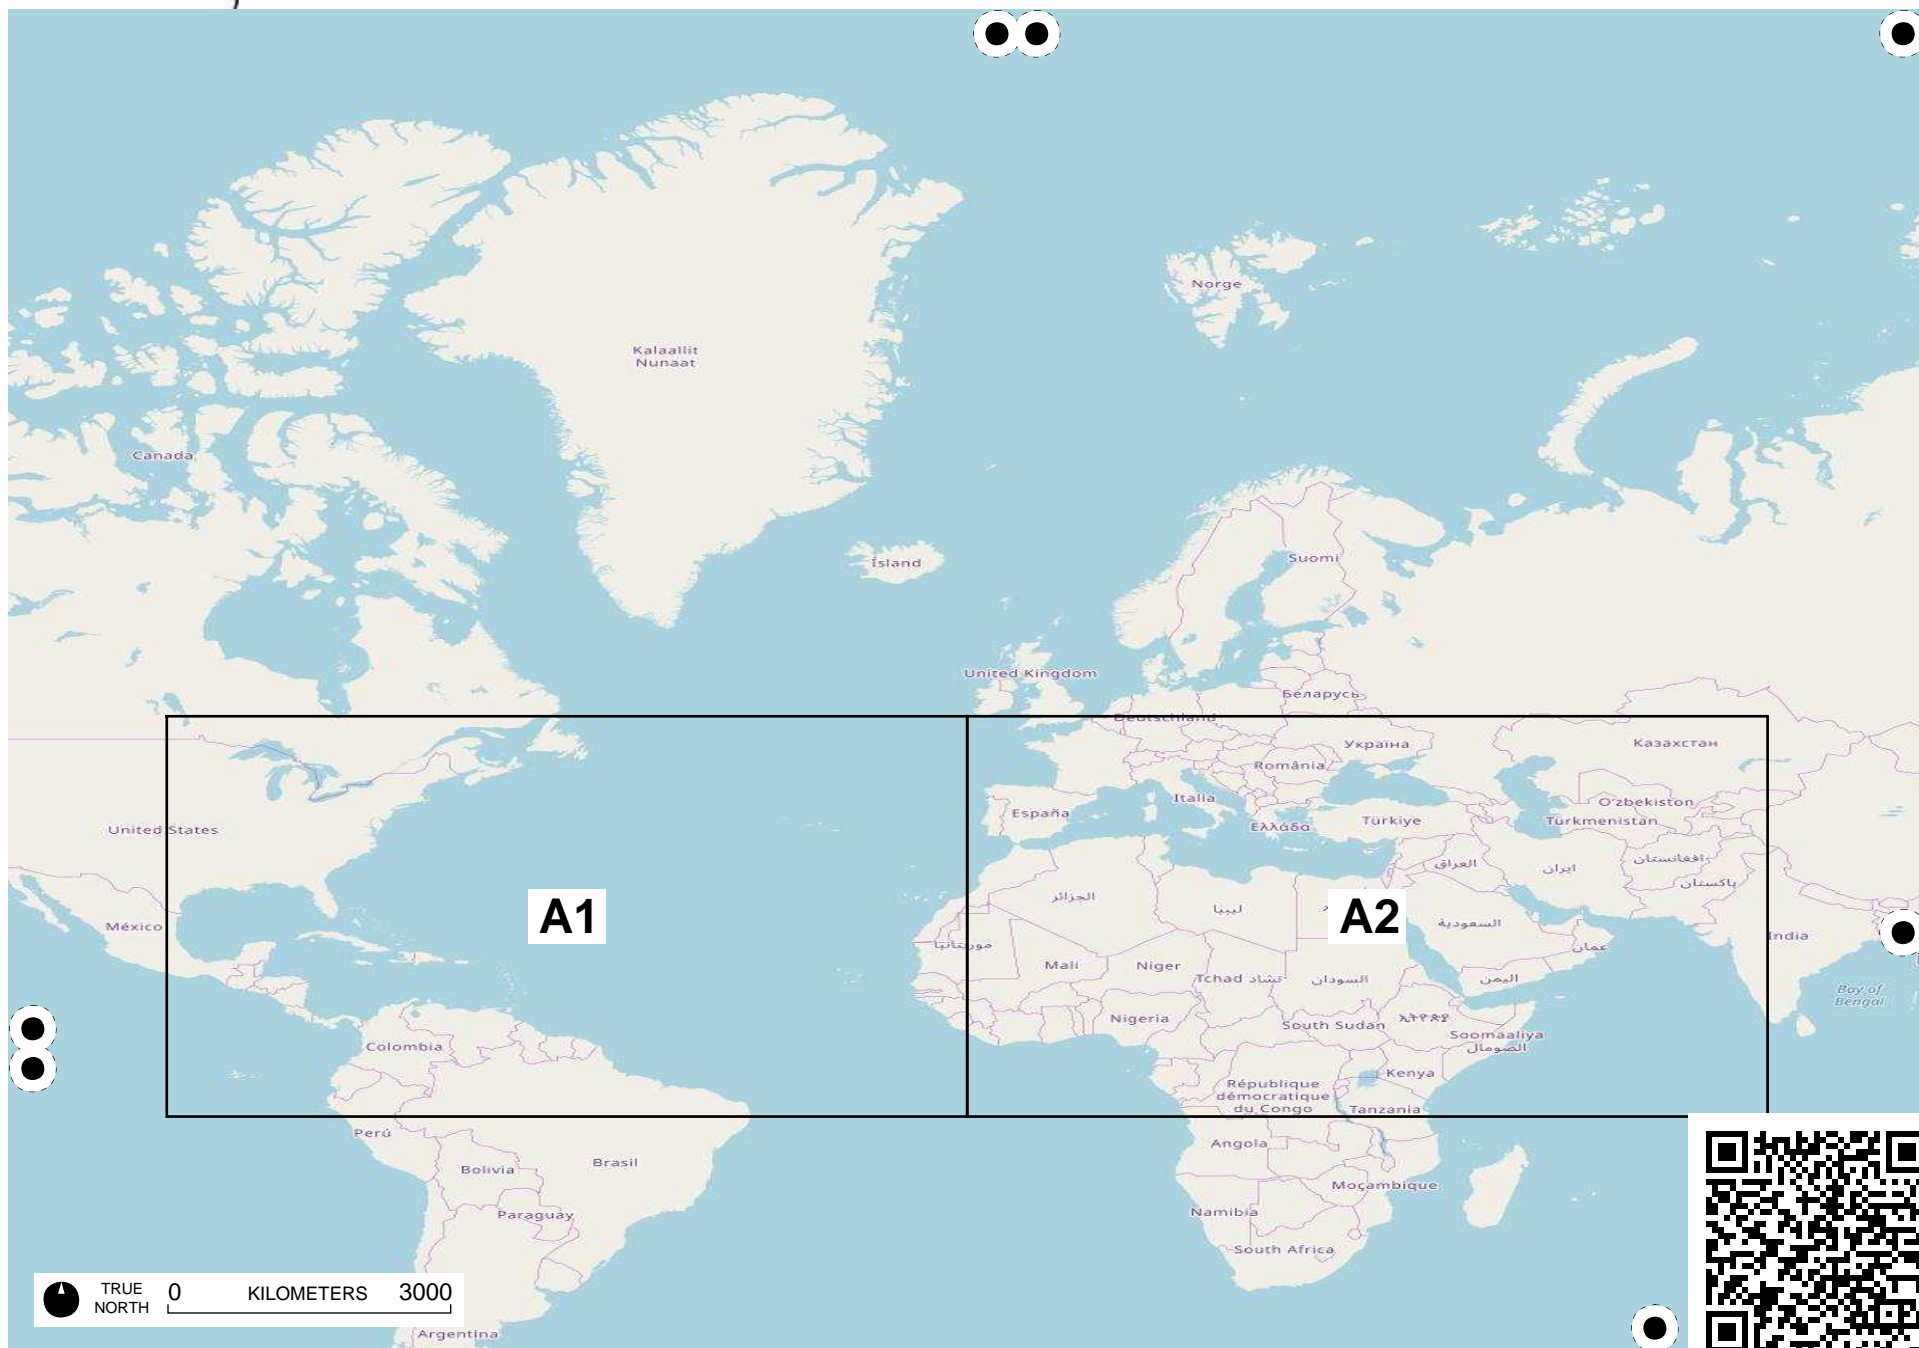 Norge
Kalaallit
Nunaat
Canada
Ísland
Suomi
United Kingdom
Беларусь
Deutschland
Україна
Казахстан
România
Italia
O'zbekiston
España
Ελλάδα
Türkiye
Türkmenistan
United States
العراق
ایران
افغانستان
پاکستان
الجزائر
ليبيا
A1
A2
السعودية
México
موريتانيا
عمان
India
Mali
Niger
Tchad تشاد
السودان
اليمن
Bay of
Bengal
Nigeria
South Sudan
ኢትዮጵያ
Soomaaliya
الصومال
Colombia
Kenya
République
démocratique
du Congo
Tanzania
Perú
Angola
Bolivia
Brasil
Moçambique
Paraguay
Namibia
South Africa
TRUE
NORTH
0 KILOMETERS 3000
Argentina